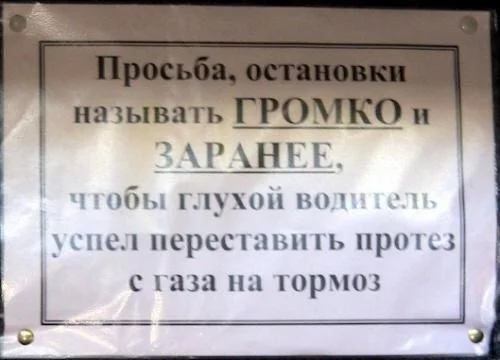 Просьба, остановки
называть ГРОМКО и
ЗАРАНЕЕ,
чтобы глухой водитель
успел переставить протез
с газа на тормоз